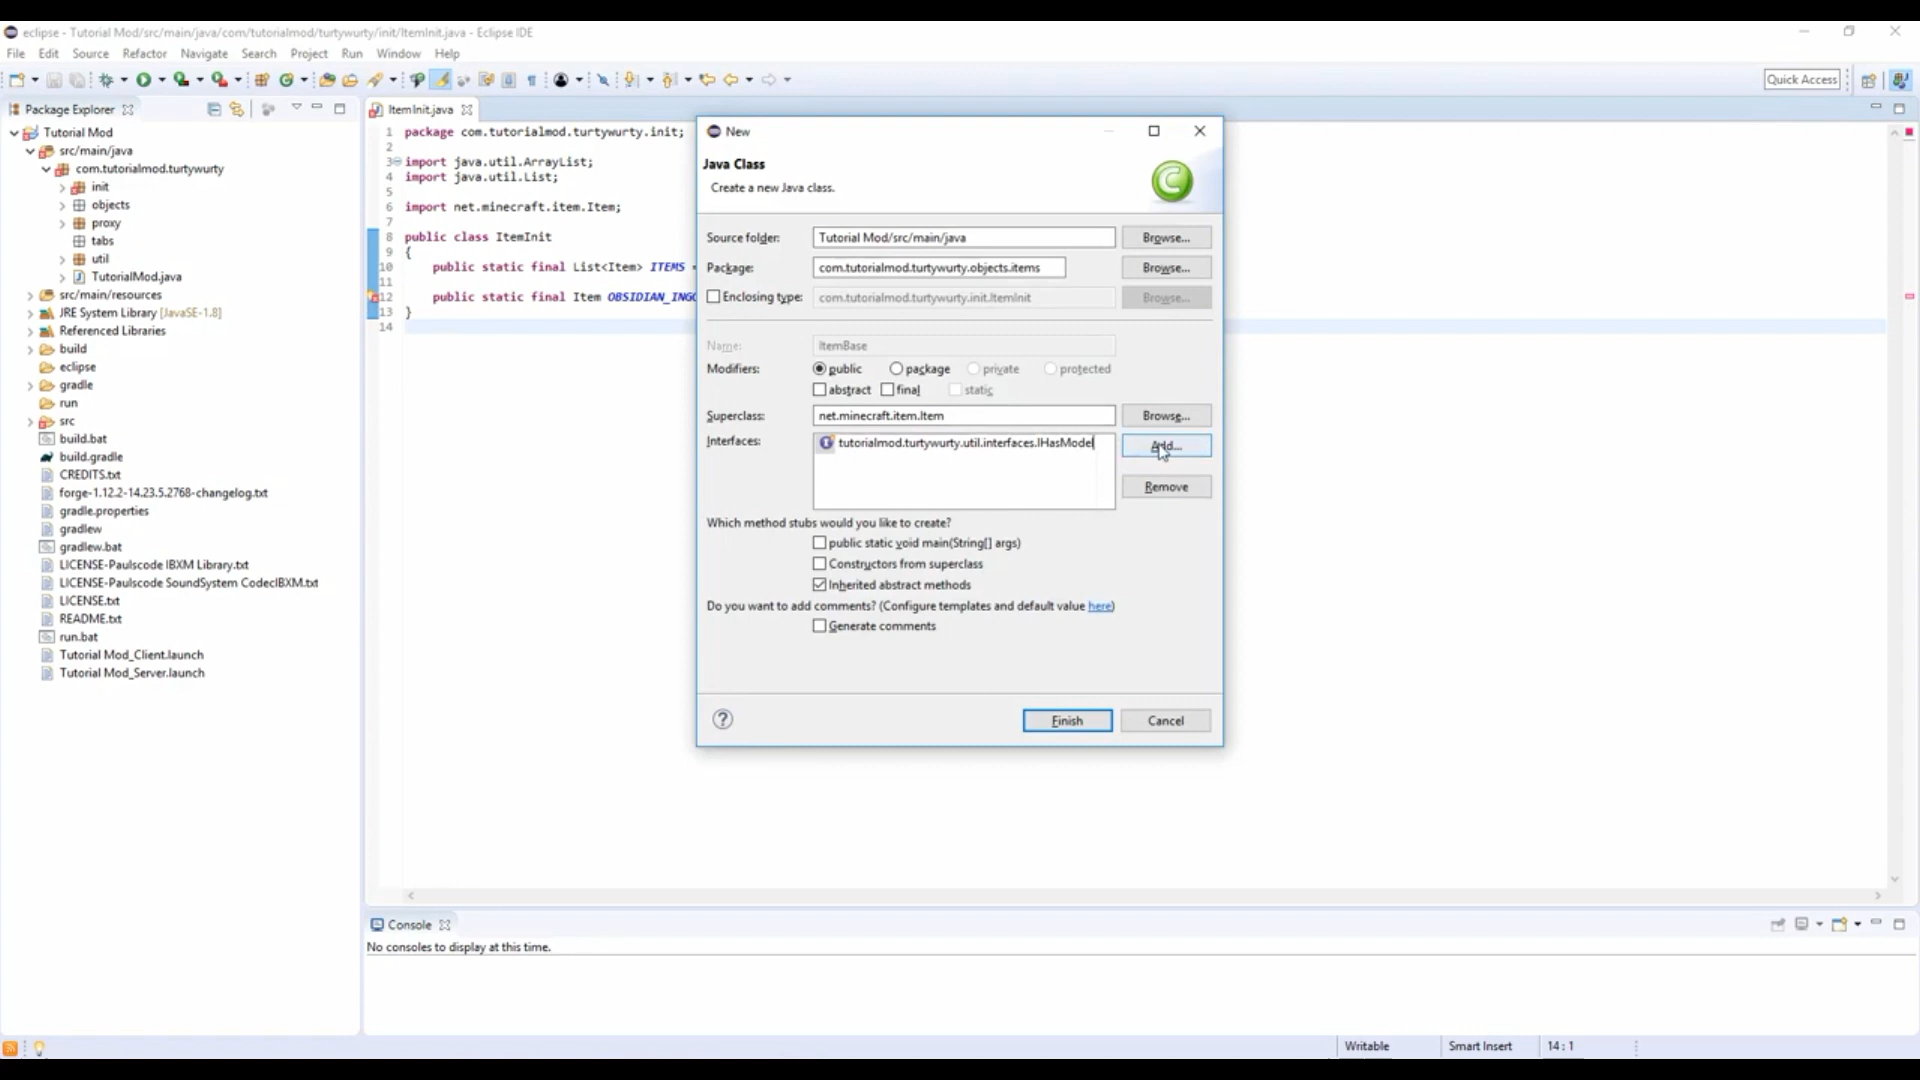 eclipse - Tutorial Mod/src/main/java/com/tutorialmod/turtywurty/init/ItemInit.java - Eclipse IDE
File Edit Source Refactor Navigate Search Project Run Window Help
Quick Access
Package Explorer
Tutorial Mod
src/main/java
com.tutorialmod.turtywurty
init
objects
proxy
tabs
util
TutorialMod.java
src/main/resources
JRE System Library [JavaSE-1.8]
Referenced Libraries
build
eclipse
gradle
run
src
build.bat
build.gradle
CREDITS.txt
forge-1.12.2-14.23.5.2768-changelog.txt
gradle.properties
gradlew
gradlew.bat
LICENSE-Paulscode IBXM Library.txt
LICENSE-Paulscode SoundSystem CodecIBXM.txt
LICENSE.txt
README.txt
run.bat
Tutorial Mod_Client.launch
Tutorial Mod_Server.launch
ItemInit.java
1 package com.tutorialmod.turtywurty.init;
2
3 import java.util.ArrayList;
4 import java.util.List;
5
6 import net.minecraft.item.Item;
7
8 public class ItemInit
9 {
10 public static final List<Item> ITEMS =
11
12 public static final Item OBSIDIAN_INGO
13 }
14
New
Java Class
Create a new Java class.
Source folder: Tutorial Mod/src/main/java Browse...
Package: com.tutorialmod.turtywurty.objects.items Browse...
Enclosing type: com.tutorialmod.turtywurty.init.ItemInit Browse...
Name: ItemBase
Modifiers: public package private protected
abstract final static
Superclass: net.minecraft.item.Item Browse...
Interfaces: tutorialmod.turtywurty.util.interfaces.IHasModel Add...
Remove
Which method stubs would you like to create?
public static void main(String[] args)
Constructors from superclass
Inherited abstract methods
Do you want to add comments? (Configure templates and default value here)
Generate comments
? Finish Cancel
Console
No consoles to display at this time.
Writable Smart Insert 14 : 1